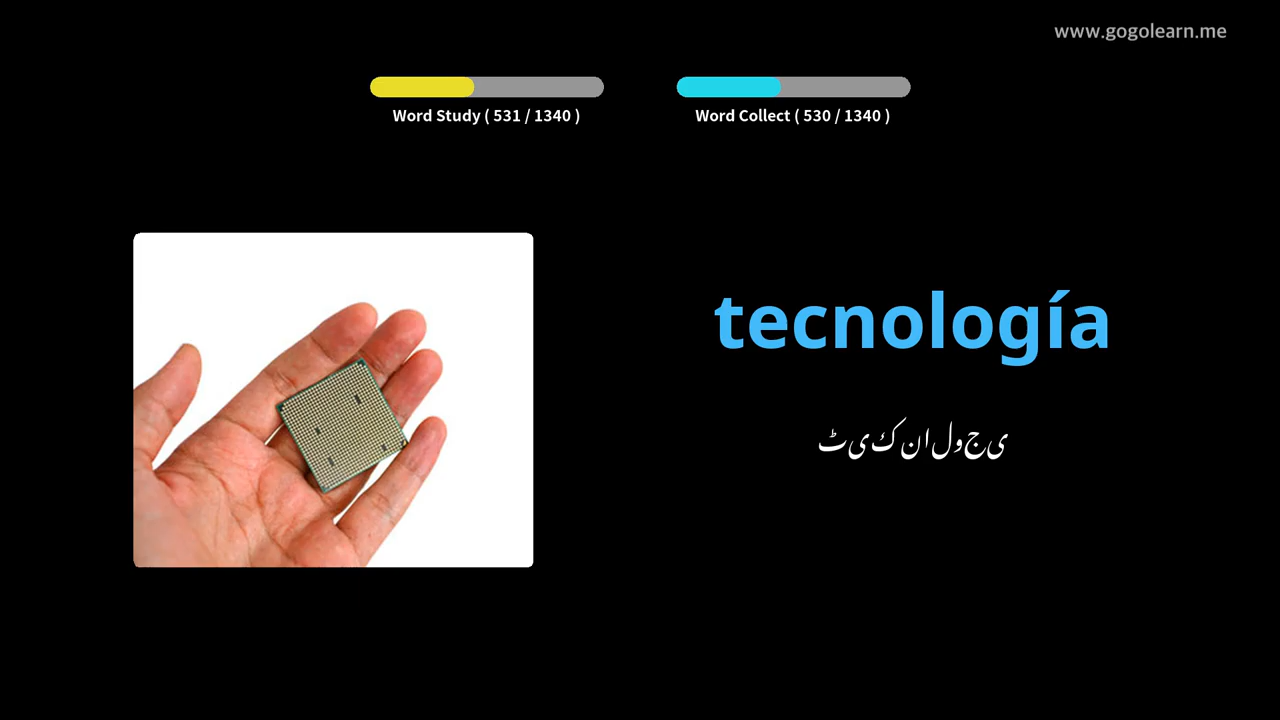 www.gogolearn.me
Word Study ( 531 / 1340 )
Word Collect ( 530 / 1340 )
tecnología
ٹیکنالوجی